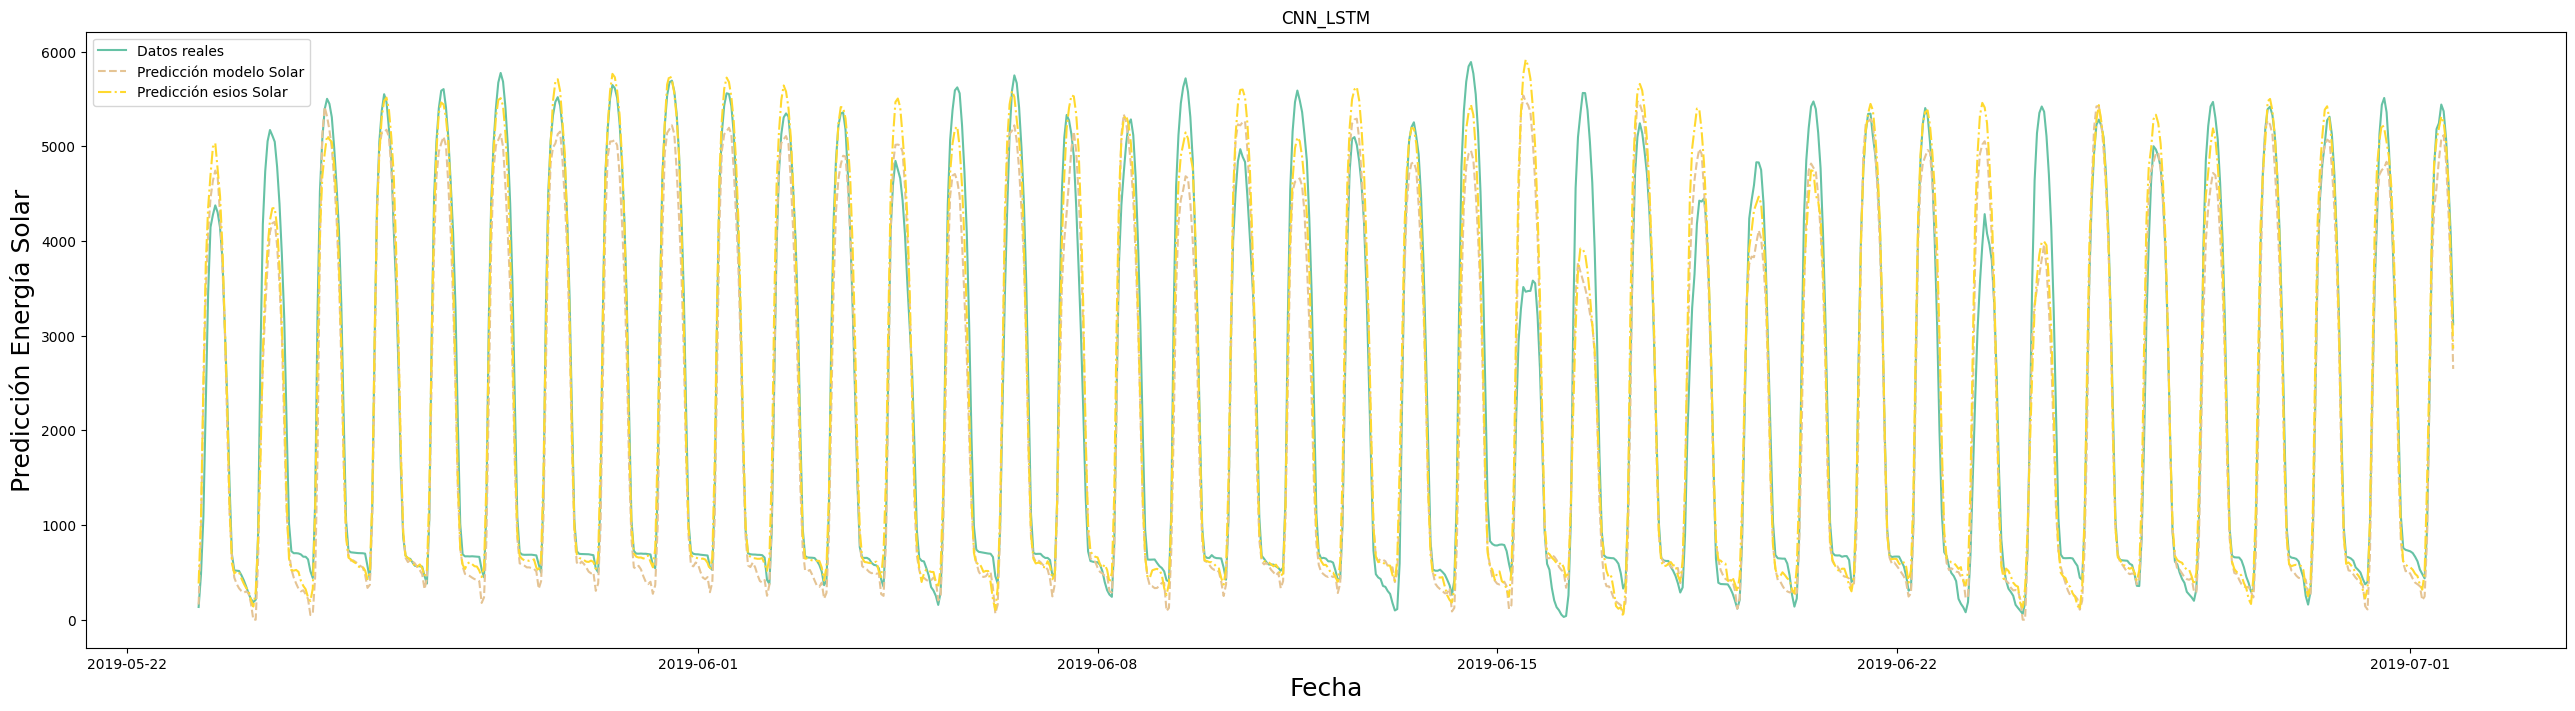 CNN_LSTM
Datos reales
Predicción modelo Solar
Predicción esios Solar
Predicción Energía Solar
6000
5000
4000
3000
2000
1000
0
2019-05-22
2019-06-01
2019-06-08
2019-06-15
2019-06-22
2019-07-01
Fecha